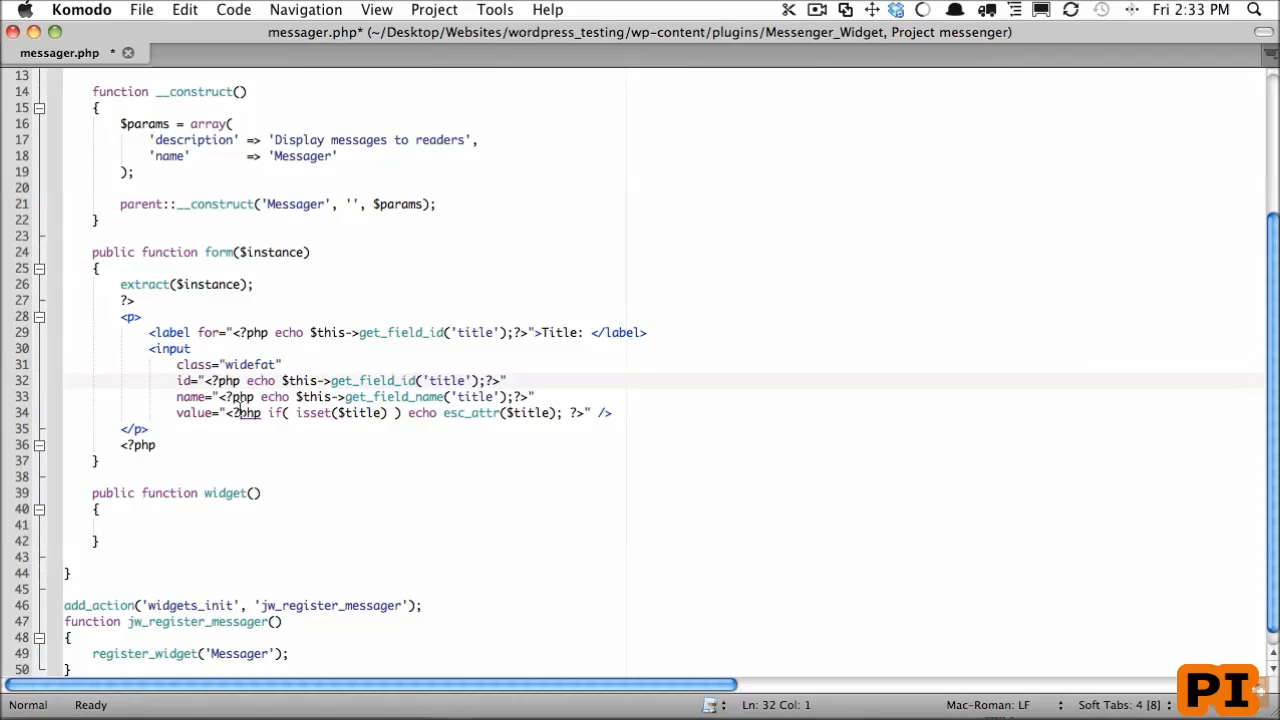 Komodo File Edit Code Navigation View Project Tools Help Fri 2:33 PM
messager.php* (~/Desktop/Websites/wordpress_testing/wp-content/plugins/Messenger_Widget, Project messenger)
messager.php *
13
14 function __construct()
15 {
16 $params = array(
17 'description' => 'Display messages to readers',
18 'name' => 'Messager'
19 );
20
21 parent::__construct('Messager', '', $params);
22 }
23
24 public function form($instance)
25 {
26 extract($instance);
27 ?>
28 <p>
29 <label for="<?php echo $this->get_field_id('title');?>">Title: </label>
30 <input
31 class="widefat"
32 id="<?php echo $this->get_field_id('title');?>"
33 name="<?php echo $this->get_field_name('title');?>"
34 value="<?php if( isset($title) ) echo esc_attr($title); ?>" />
35 </p>
36 <?php
37 }
38
39 public function widget()
40 {
41
42 }
43
44 }
45
46 add_action('widgets_init', 'jw_register_messager');
47 function jw_register_messager()
48 {
49 register_widget('Messager');
50 }
PI
Normal Ready Ln: 32 Col: 1 Mac-Roman: LF Soft Tabs: 4 [8]